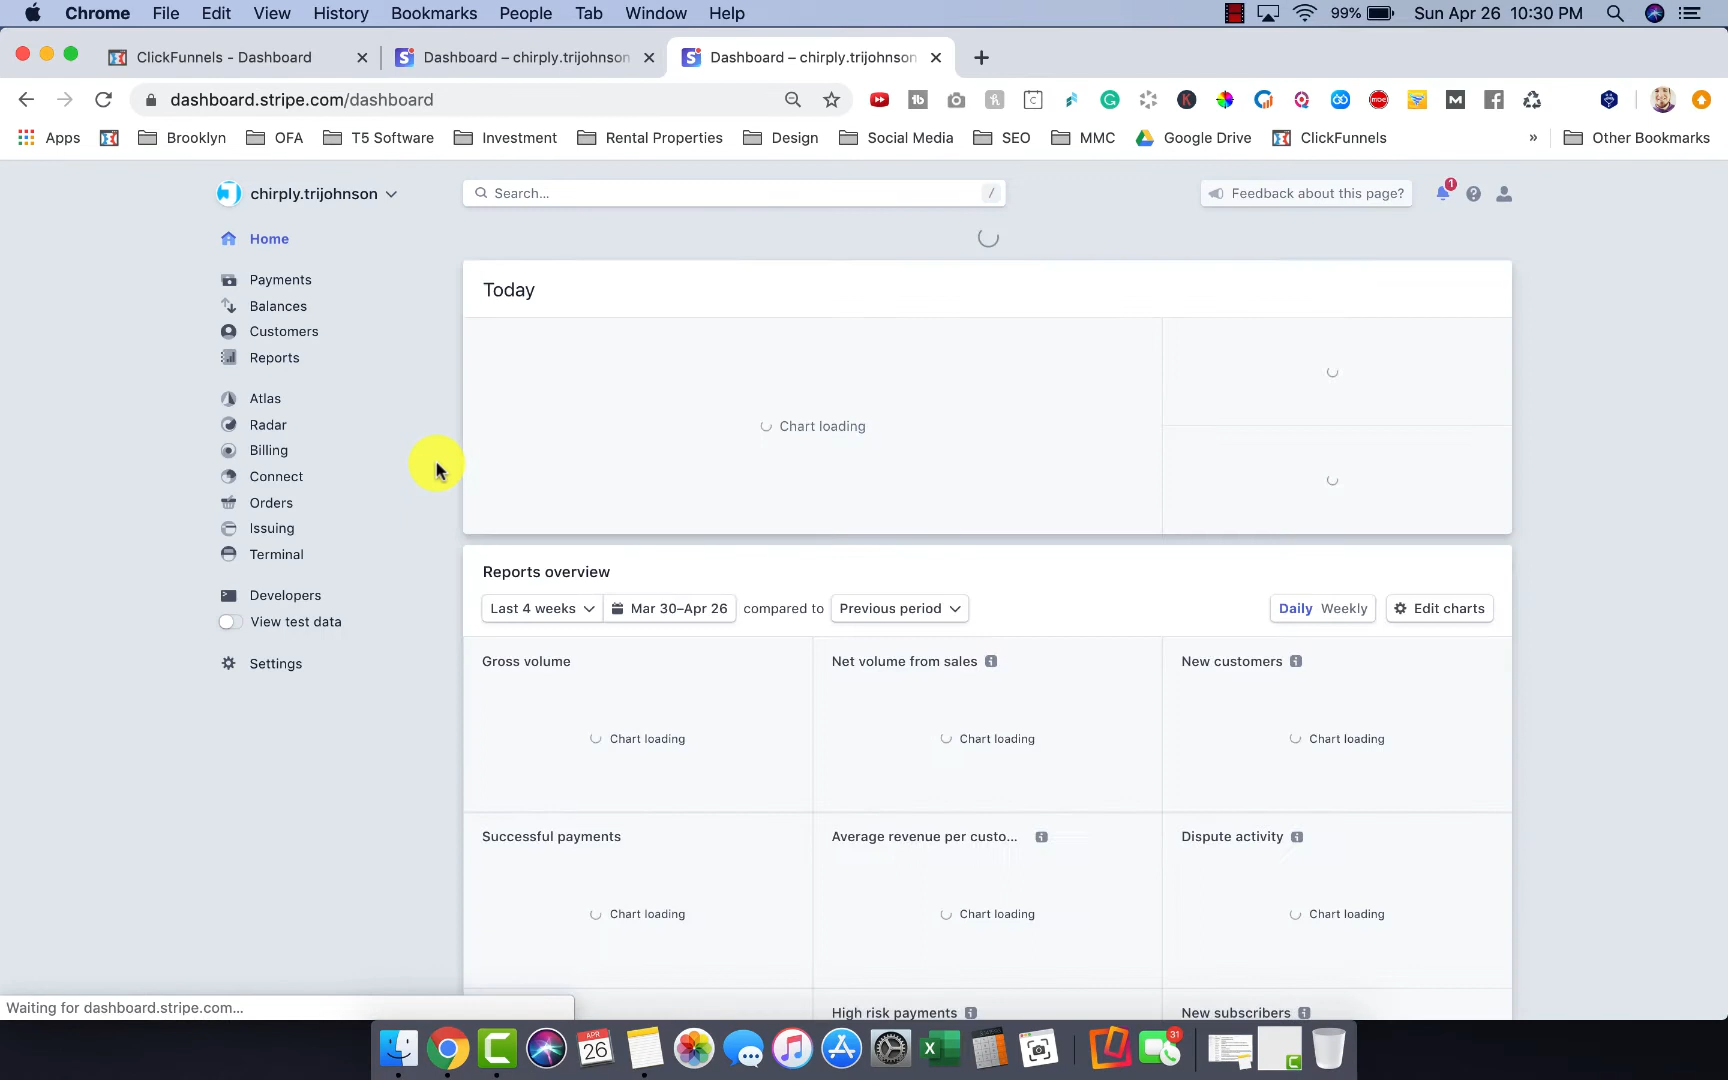 Chrome File Edit View History Bookmarks People Tab Window Help 99% Sun Apr 26 10:30 PM
ClickFunnels - Dashboard Dashboard – chirply.trijohnson Dashboard – chirply.trijohnson
dashboard.stripe.com/dashboard
Apps Brooklyn OFA T5 Software Investment Rental Properties Design Social Media SEO MMC Google Drive ClickFunnels » Other Bookmarks
chirply.trijohnson Search... / Feedback about this page? 1
Home
Payments
Balances
Customers
Reports
Atlas
Radar
Billing
Connect
Orders
Issuing
Terminal
Developers
View test data
Settings
Today
Chart loading
Reports overview
Last 4 weeks Mar 30–Apr 26 compared to Previous period Daily Weekly Edit charts
Gross volume Net volume from sales New customers
Chart loading Chart loading Chart loading
Successful payments Average revenue per custo... Dispute activity
Chart loading Chart loading Chart loading
High risk payments New subscribers
Waiting for dashboard.stripe.com...
APR
26
31